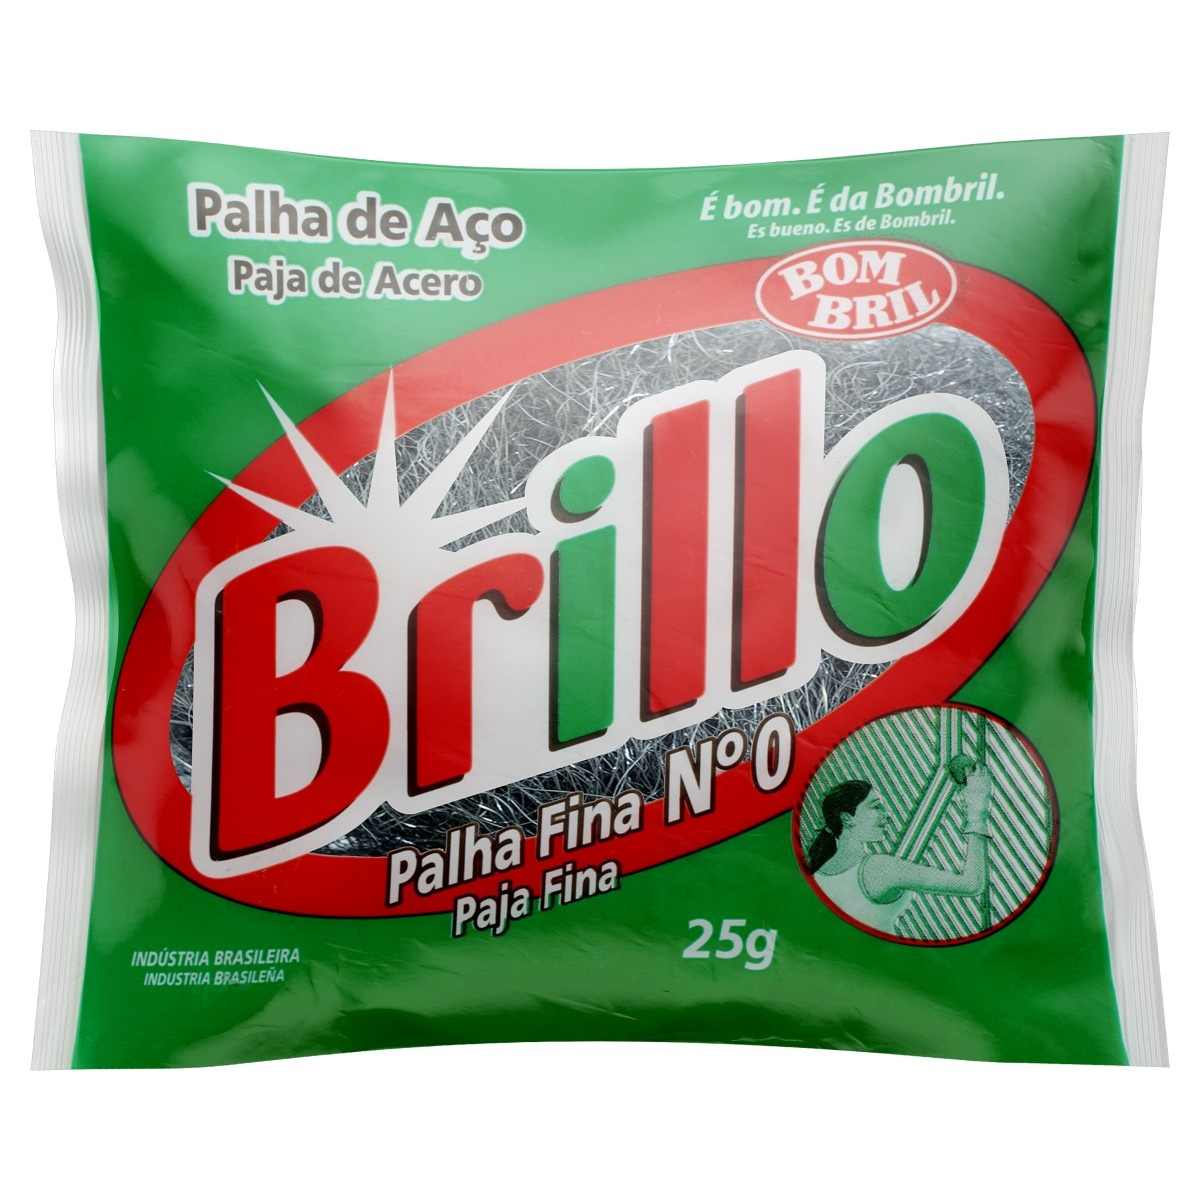 Palha de Aço
Paja de Acero
É bom. É da Bombril.
Es bueno. Es de Bombril.
BOM
BRIL
Brillo
Palha Fina Nº 0
Paja Fina
25g
INDÚSTRIA BRASILEIRA
INDUSTRIA BRASILEÑA